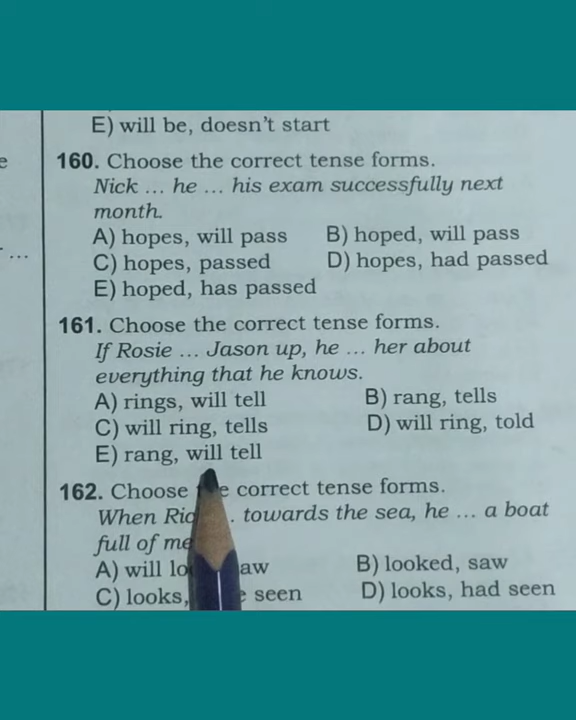 E) will be, doesn't start
e
160. Choose the correct tense forms.
Nick ... he ... his exam successfully next
month.
A) hopes, will pass B) hoped, will pass
...
C) hopes, passed D) hopes, had passed
E) hoped, has passed
161. Choose the correct tense forms.
If Rosie ... Jason up, he ... her about
everything that he knows.
A) rings, will tell B) rang, tells
C) will ring, tells D) will ring, told
E) rang, will tell
162. Choose correct tense forms.
When towards the sea, he ... a boat
full of
A) will B) looked, saw
C) looks, seen D) looks, had seen